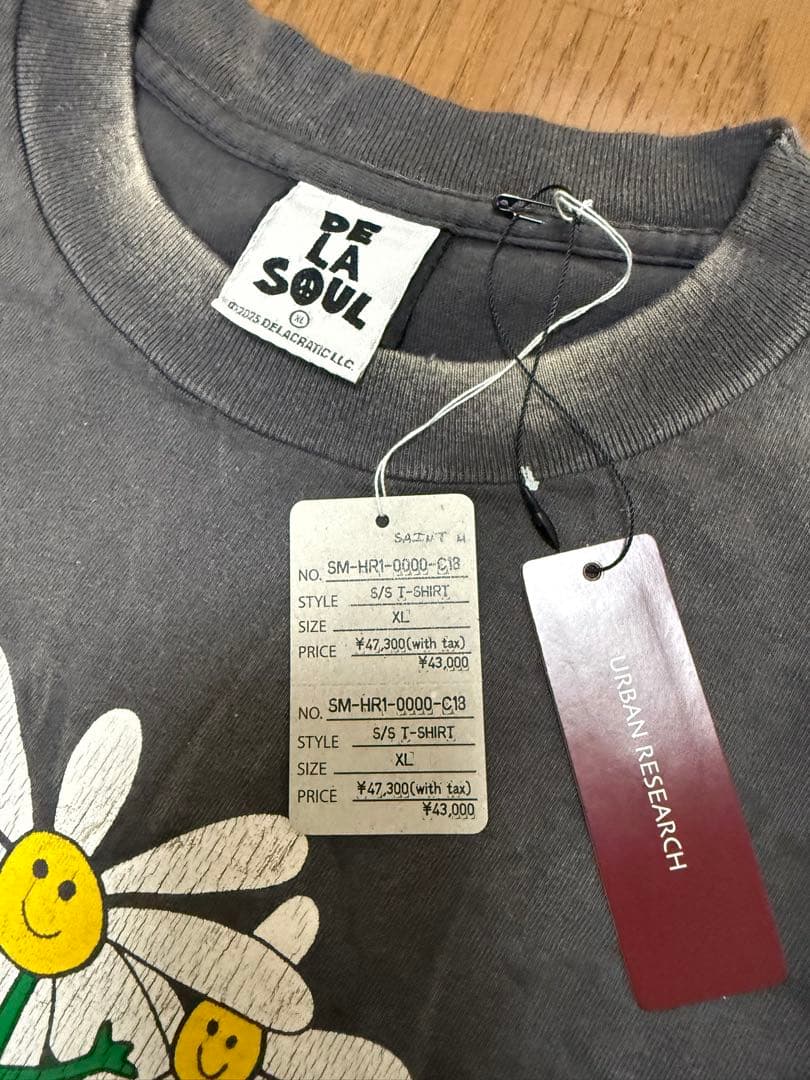 DE
LA
SOUL
XL
©2025 DELACRATIC LLC.
SAINT M
NO. SM-HR1-0000-C18
STYLE S/S T-SHIRT
SIZE XL
PRICE ¥47,300(with tax)
¥43,000
NO. SM-HR1-0000-C18
STYLE S/S T-SHIRT
SIZE XL
PRICE ¥47,300(with tax)
¥43,000
URBAN RESEARCH